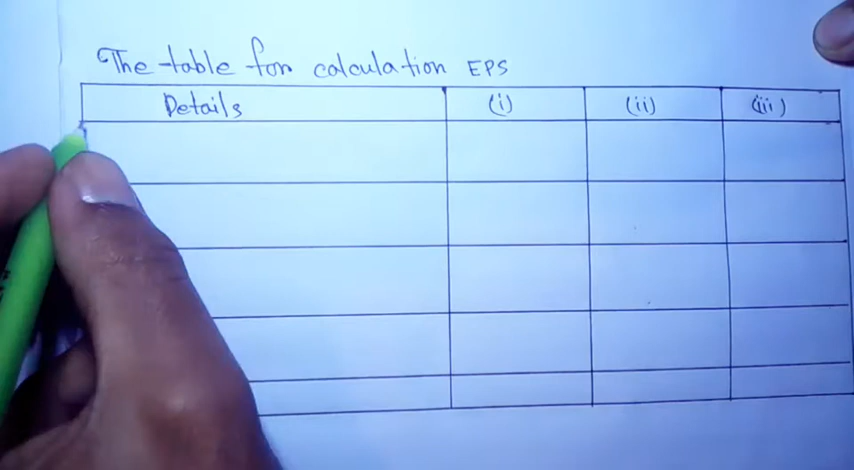 The table for calculation EPS
Details (i) (ii) (iii)